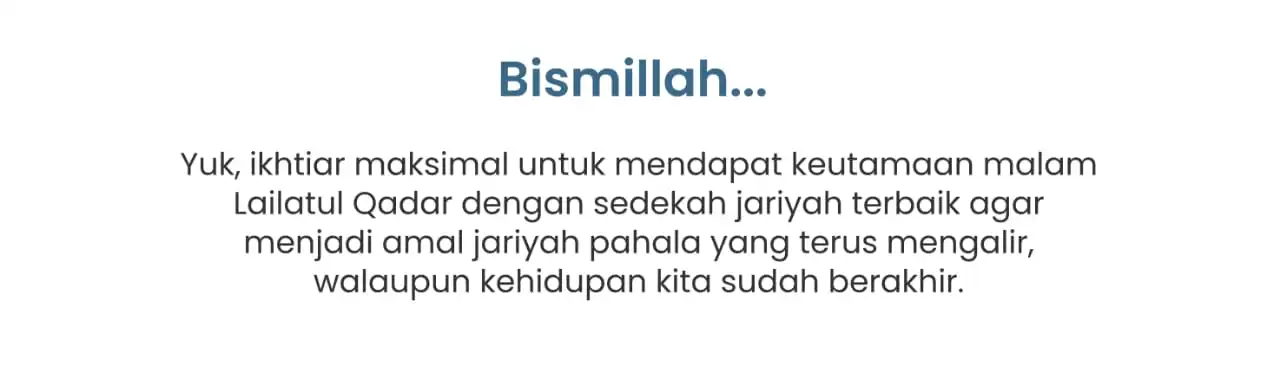 Bismillah...
Yuk, ikhtiar maksimal untuk mendapat keutamaan malam
Lailatul Qadar dengan sedekah jariyah terbaik agar
menjadi amal jariyah pahala yang terus mengalir,
walaupun kehidupan kita sudah berakhir.